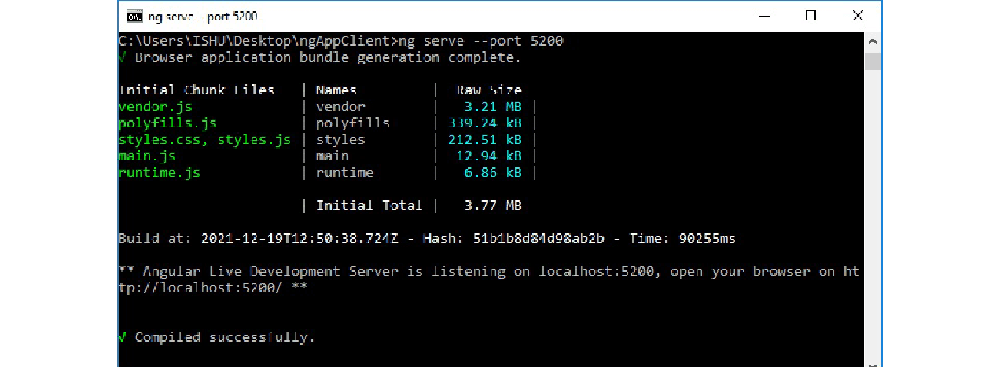 ng serve --port 5200
C:\Users\ISHU\Desktop\ngAppClient>ng serve --port 5200
√ Browser application bundle generation complete.
Initial Chunk Files | Names | Raw Size
vendor.js | vendor | 3.21 MB |
polyfills.js | polyfills | 339.24 kB |
styles.css, styles.js | styles | 212.51 kB |
main.js | main | 12.94 kB |
runtime.js | runtime | 6.86 kB |
| Initial Total | 3.77 MB
Build at: 2021-12-19T12:50:38.724Z - Hash: 51b1b8d84d98ab2b - Time: 90255ms
** Angular Live Development Server is listening on localhost:5200, open your browser on ht
tp://localhost:5200/ **
√ Compiled successfully.